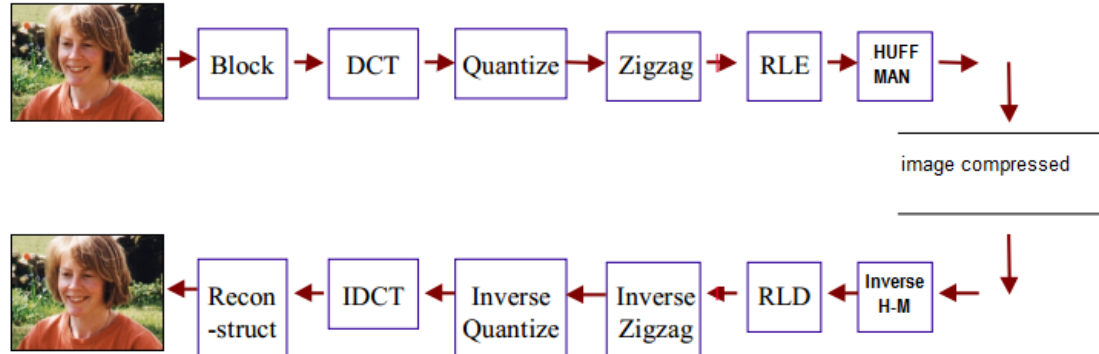 Block
DCT
Quantize
Zigzag
RLE
HUFF
MAN
image compressed
Recon
-struct
IDCT
Inverse
Quantize
Inverse
Zigzag
RLD
Inverse
H-M